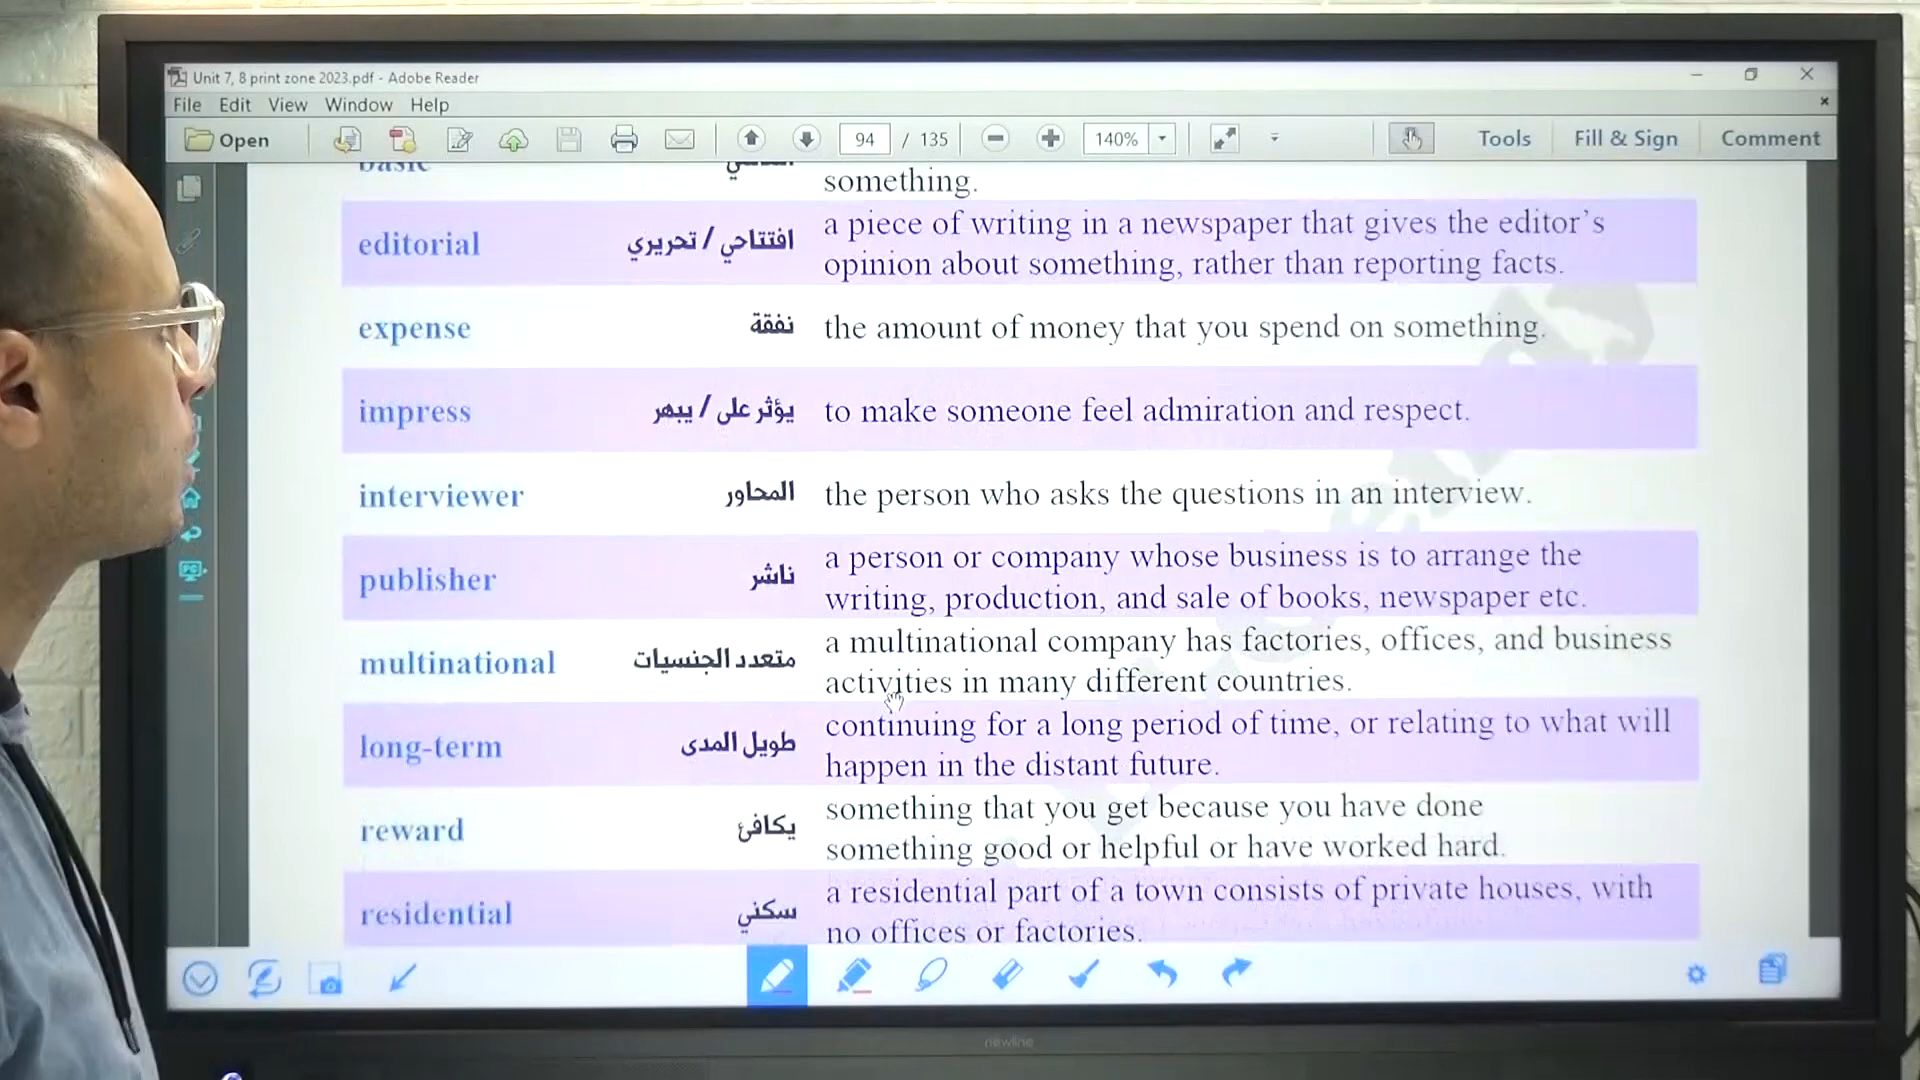 Unit 7, 8 print zone 2023.pdf - Adobe Reader
File Edit View Window Help
Open 94 / 135 140% Tools Fill & Sign Comment
basic something.
editorial افتتاحي / تحريري a piece of writing in a newspaper that gives the editor's
opinion about something, rather than reporting facts.
expense نفقة the amount of money that you spend on something.
impress يؤثر على / يبهر to make someone feel admiration and respect.
interviewer المحاور the person who asks the questions in an interview.
publisher ناشر a person or company whose business is to arrange the
writing, production, and sale of books, newspaper etc.
multinational متعدد الجنسيات a multinational company has factories, offices, and business
activities in many different countries.
long-term طويل المدى continuing for a long period of time, or relating to what will
happen in the distant future.
reward يكافئ something that you get because you have done
something good or helpful or have worked hard.
residential سكني a residential part of a town consists of private houses, with
no offices or factories.
newline